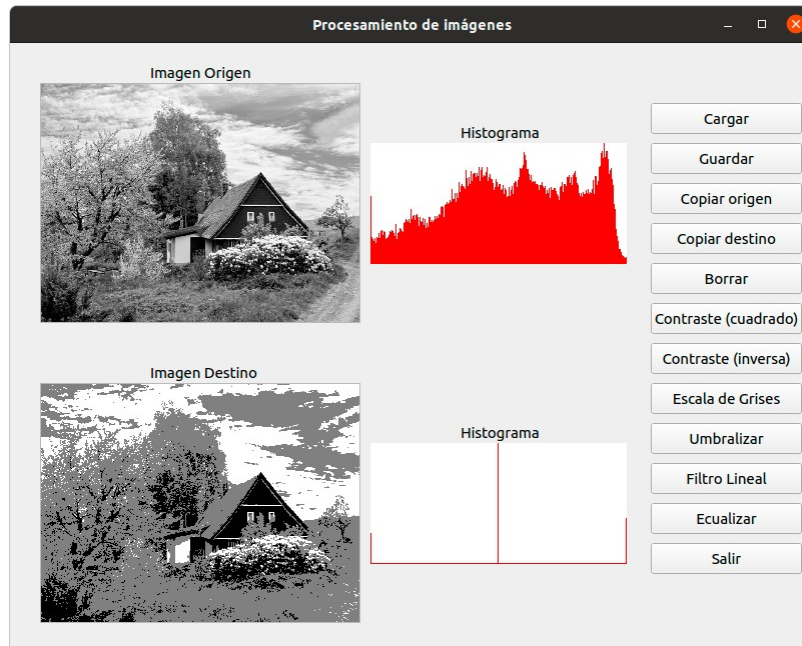 Procesamiento de imágenes
Imagen Origen
Histograma
Cargar
Guardar
Copiar origen
Copiar destino
Borrar
Contraste (cuadrado)
Contraste (inversa)
Escala de Grises
Umbralizar
Filtro Lineal
Ecualizar
Salir
Imagen Destino
Histograma